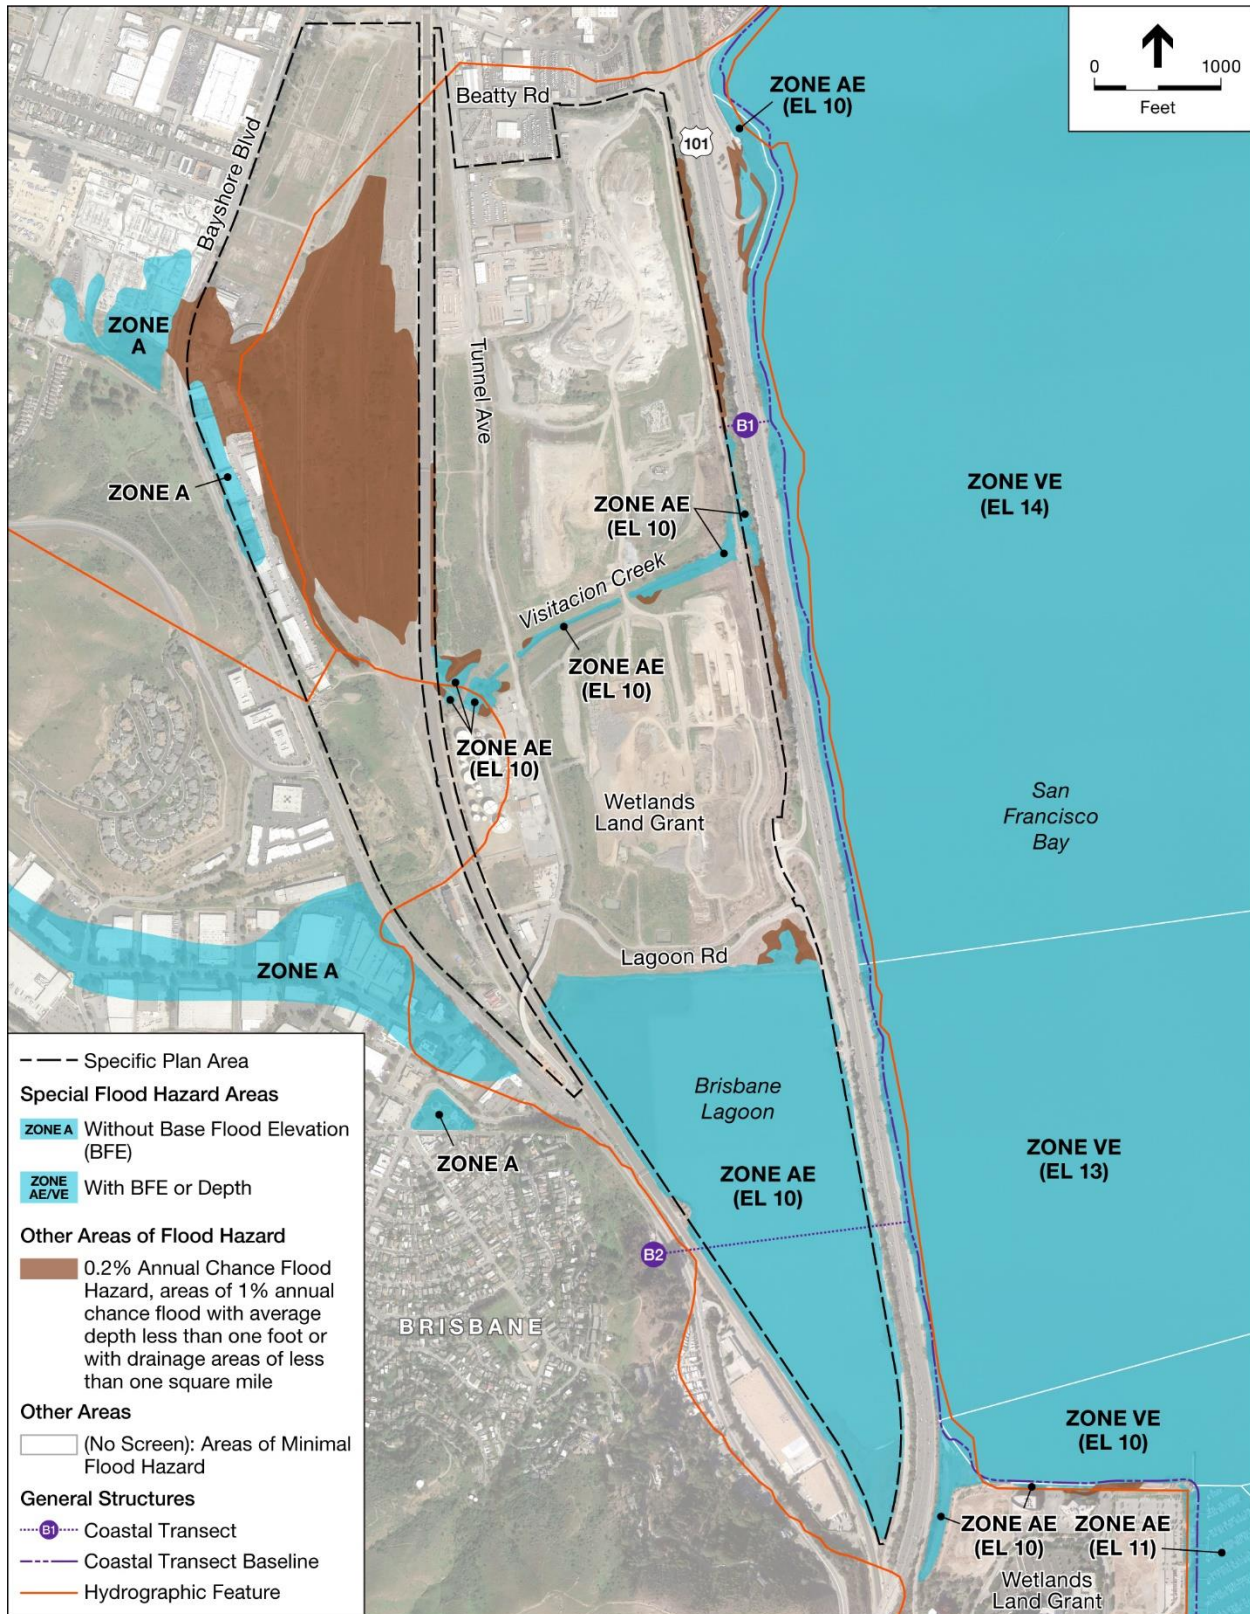 0
1000
Feet
ZONE AE
(EL 10)
Beatty Rd
101
Bayshore Blvd
ZONE
A
Tunnel Ave
B1
ZONE A
ZONE VE
(EL 14)
ZONE AE
(EL 10)
Visitacion Creek
ZONE AE
(EL 10)
ZONE AE
(EL 10)
Wetlands
Land Grant
San
Francisco
Bay
Lagoon Rd
ZONE A
Brisbane
Lagoon
ZONE AE
(EL 10)
ZONE VE
(EL 13)
ZONE A
B2
BRISBANE
ZONE VE
(EL 10)
ZONE AE
(EL 10)
ZONE AE
(EL 11)
Wetlands
Land Grant
Specific Plan Area
Special Flood Hazard Areas
ZONE A Without Base Flood Elevation
(BFE)
ZONE
AE/VE With BFE or Depth
Other Areas of Flood Hazard
0.2% Annual Chance Flood
Hazard, areas of 1% annual
chance flood with average
depth less than one foot or
with drainage areas of less
than one square mile
Other Areas
(No Screen): Areas of Minimal
Flood Hazard
General Structures
B1 Coastal Transect
Coastal Transect Baseline
Hydrographic Feature